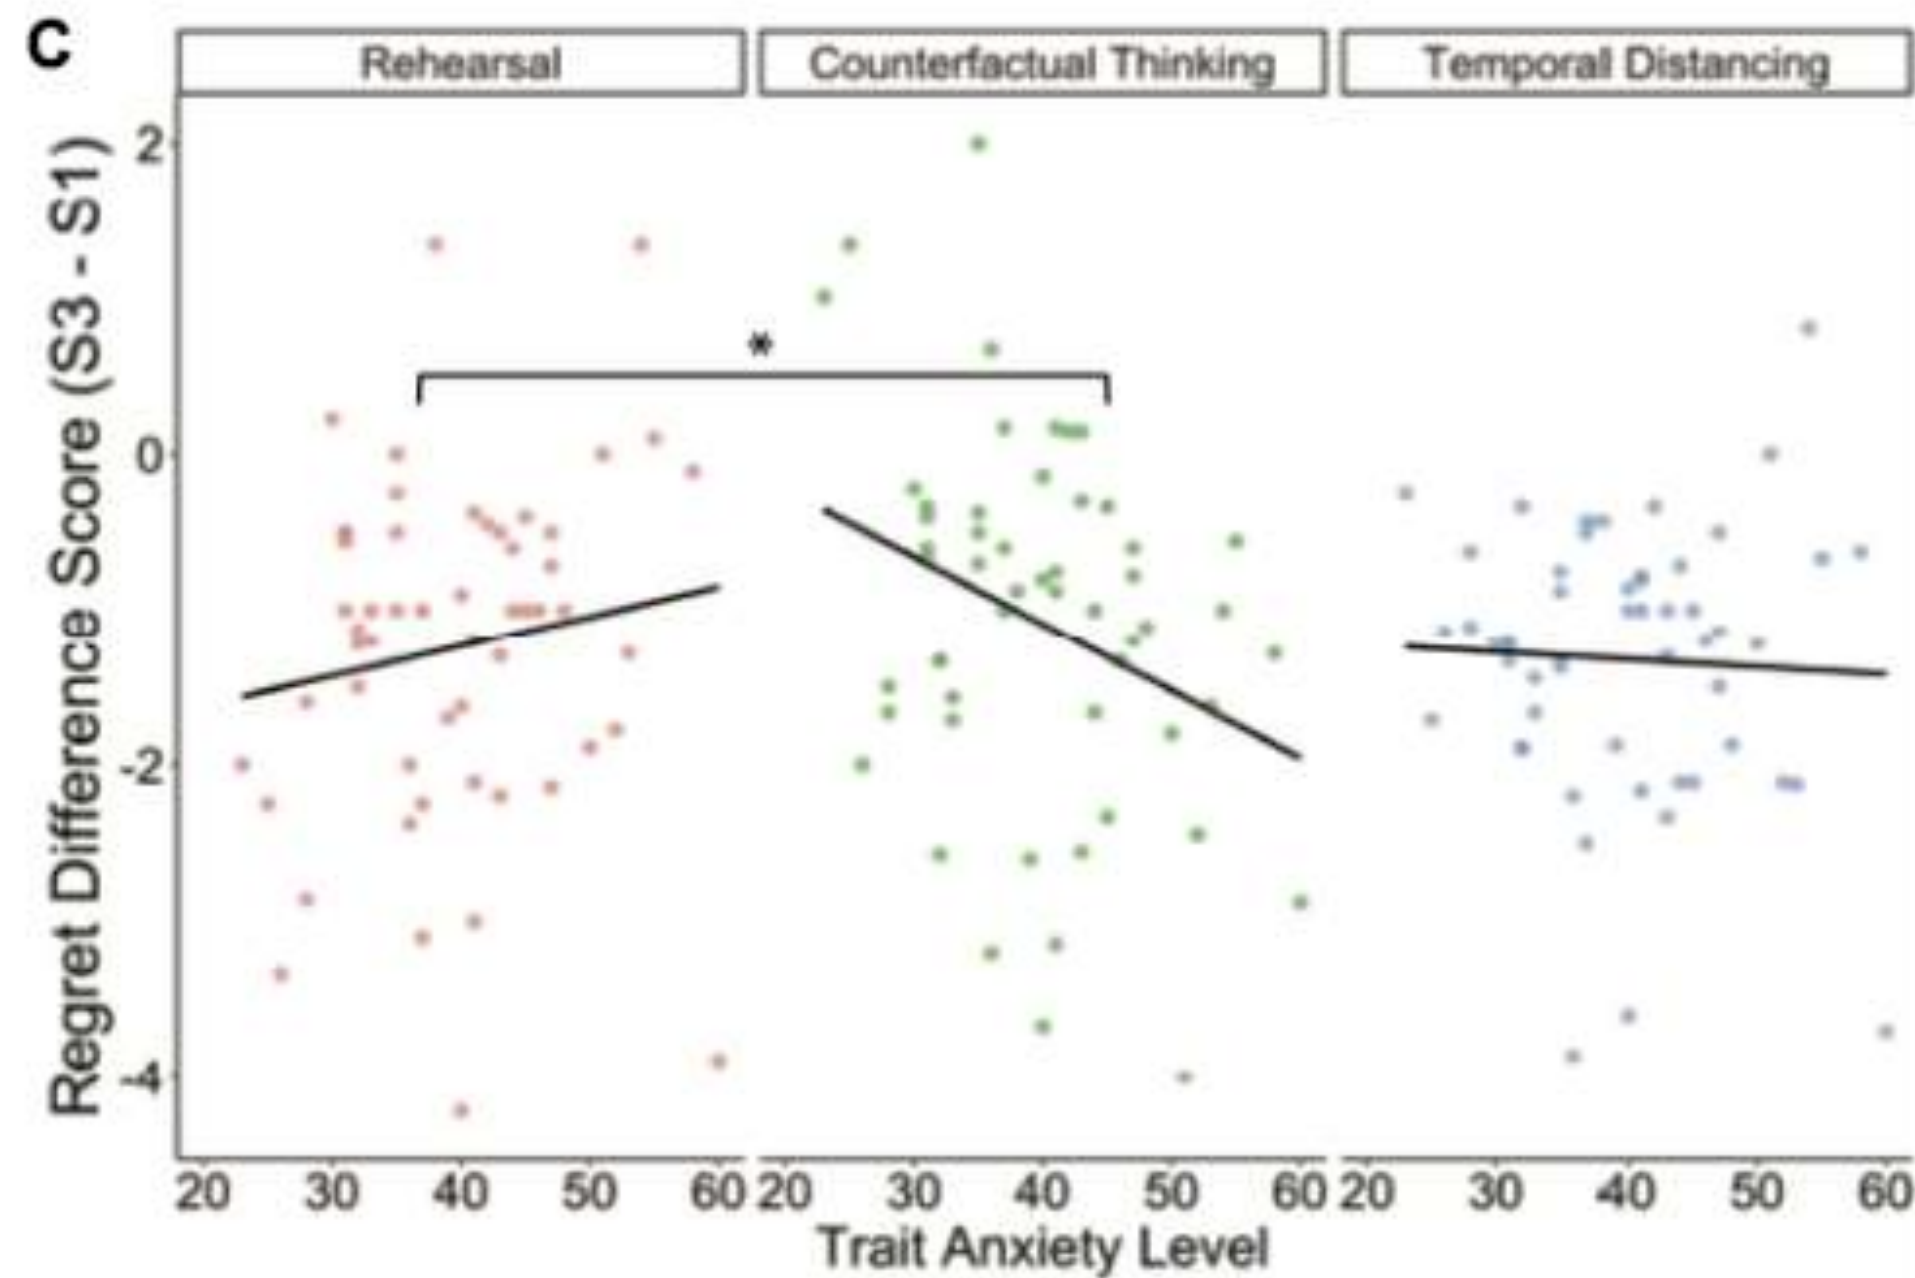 C
Rehearsal
Counterfactual Thinking
Temporal Distancing
Regret Difference Score (S3 - S1)
2
0
-2
-4
*
20 30 40 50 60 20 30 40 50 60 20 30 40 50 60
Trait Anxiety Level